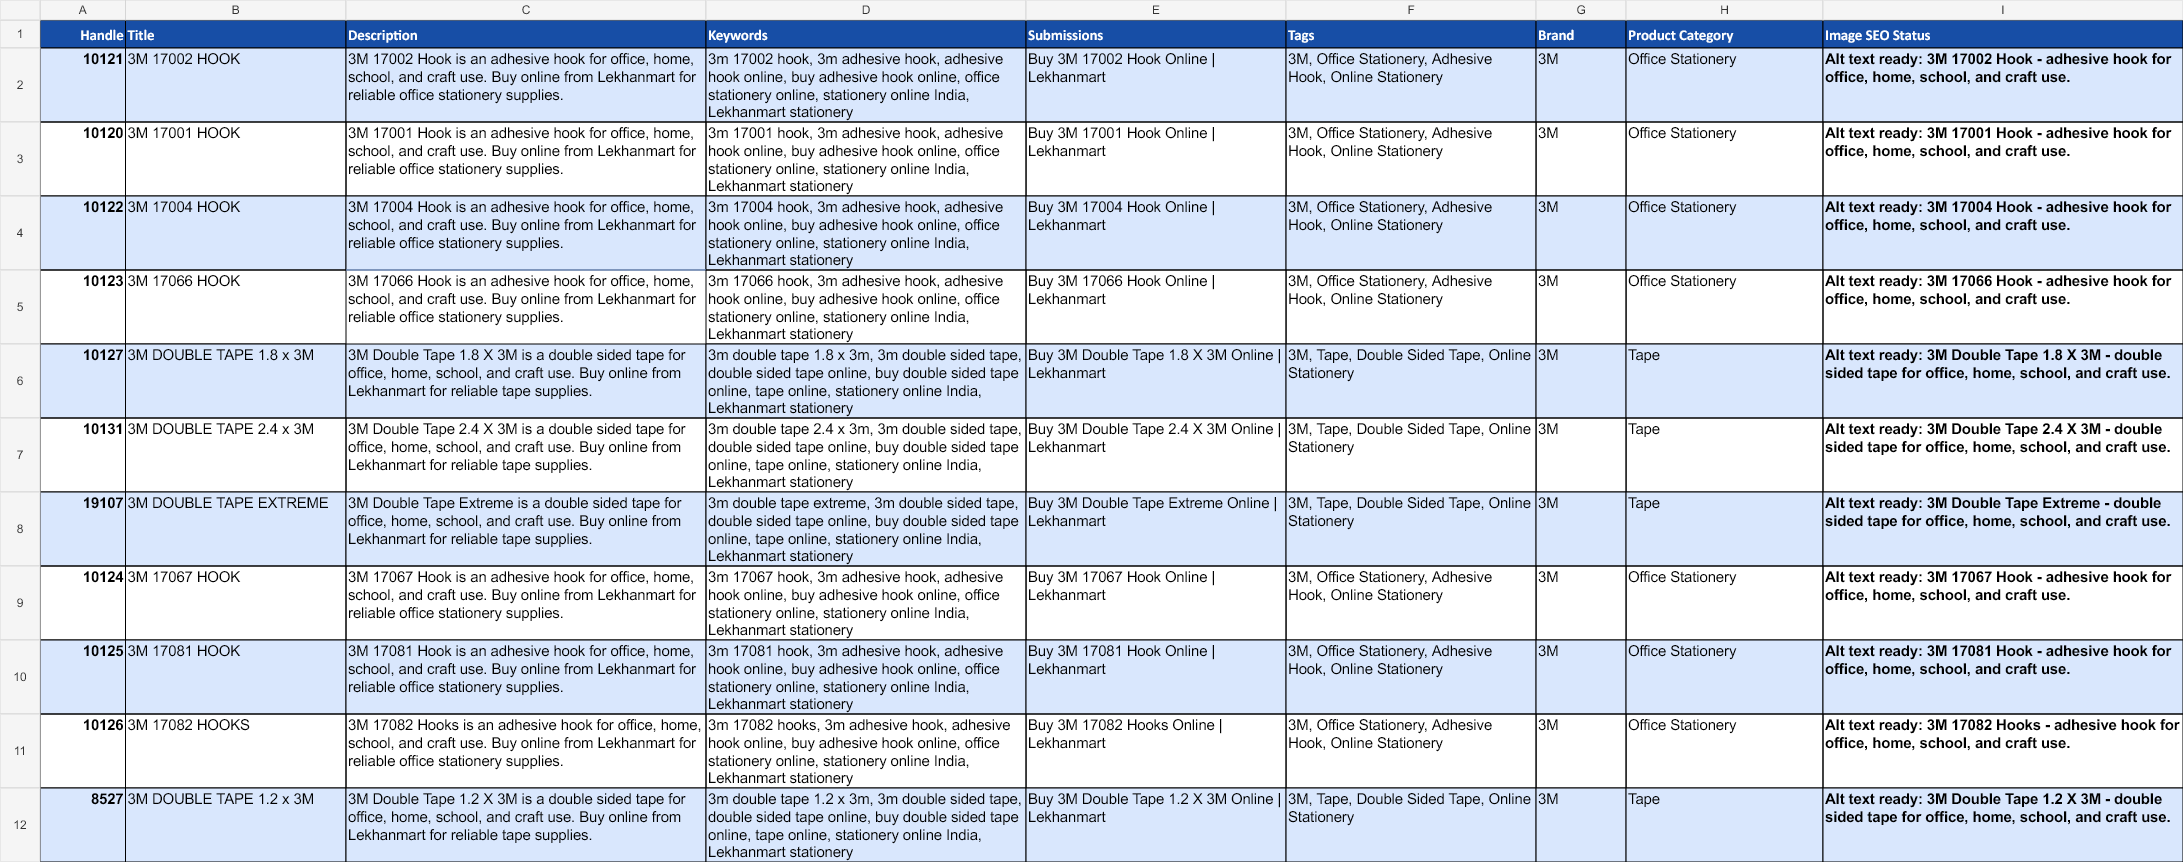 A B C D E F G H I
1 Handle Title Description Keywords Submissions Tags Brand Product Category Image SEO Status
2
10121
3M 17002 HOOK
3M 17002 Hook is an adhesive hook for office, home,
school, and craft use. Buy online from Lekhanmart for
reliable office stationery supplies.
3m 17002 hook, 3m adhesive hook, adhesive
hook online, buy adhesive hook online, office
stationery online, stationery online India,
Lekhanmart stationery
Buy 3M 17002 Hook Online |
Lekhanmart
3M, Office Stationery, Adhesive
Hook, Online Stationery
3M
Office Stationery
Alt text ready: 3M 17002 Hook - adhesive hook for
office, home, school, and craft use.
3
10120
3M 17001 HOOK
3M 17001 Hook is an adhesive hook for office, home,
school, and craft use. Buy online from Lekhanmart for
reliable office stationery supplies.
3m 17001 hook, 3m adhesive hook, adhesive
hook online, buy adhesive hook online, office
stationery online, stationery online India,
Lekhanmart stationery
Buy 3M 17001 Hook Online |
Lekhanmart
3M, Office Stationery, Adhesive
Hook, Online Stationery
3M
Office Stationery
Alt text ready: 3M 17001 Hook - adhesive hook for
office, home, school, and craft use.
4
10122
3M 17004 HOOK
3M 17004 Hook is an adhesive hook for office, home,
school, and craft use. Buy online from Lekhanmart for
reliable office stationery supplies.
3m 17004 hook, 3m adhesive hook, adhesive
hook online, buy adhesive hook online, office
stationery online, stationery online India,
Lekhanmart stationery
Buy 3M 17004 Hook Online |
Lekhanmart
3M, Office Stationery, Adhesive
Hook, Online Stationery
3M
Office Stationery
Alt text ready: 3M 17004 Hook - adhesive hook for
office, home, school, and craft use.
5
10123
3M 17066 HOOK
3M 17066 Hook is an adhesive hook for office, home,
school, and craft use. Buy online from Lekhanmart for
reliable office stationery supplies.
3m 17066 hook, 3m adhesive hook, adhesive
hook online, buy adhesive hook online, office
stationery online, stationery online India,
Lekhanmart stationery
Buy 3M 17066 Hook Online |
Lekhanmart
3M, Office Stationery, Adhesive
Hook, Online Stationery
3M
Office Stationery
Alt text ready: 3M 17066 Hook - adhesive hook for
office, home, school, and craft use.
6
10127
3M DOUBLE TAPE 1.8 x 3M
3M Double Tape 1.8 X 3M is a double sided tape for
office, home, school, and craft use. Buy online from
Lekhanmart for reliable tape supplies.
3m double tape 1.8 x 3m, 3m double sided tape,
double sided tape online, buy double sided tape
online, tape online, stationery online India,
Lekhanmart stationery
Buy 3M Double Tape 1.8 X 3M Online |
Lekhanmart
3M, Tape, Double Sided Tape, Online
Stationery
3M
Tape
Alt text ready: 3M Double Tape 1.8 X 3M - double
sided tape for office, home, school, and craft use.
7
10131
3M DOUBLE TAPE 2.4 x 3M
3M Double Tape 2.4 X 3M is a double sided tape for
office, home, school, and craft use. Buy online from
Lekhanmart for reliable tape supplies.
3m double tape 2.4 x 3m, 3m double sided tape,
double sided tape online, buy double sided tape
online, tape online, stationery online India,
Lekhanmart stationery
Buy 3M Double Tape 2.4 X 3M Online |
Lekhanmart
3M, Tape, Double Sided Tape, Online
Stationery
3M
Tape
Alt text ready: 3M Double Tape 2.4 X 3M - double
sided tape for office, home, school, and craft use.
8
19107
3M DOUBLE TAPE EXTREME
3M Double Tape Extreme is a double sided tape for
office, home, school, and craft use. Buy online from
Lekhanmart for reliable tape supplies.
3m double tape extreme, 3m double sided tape,
double sided tape online, buy double sided tape
online, tape online, stationery online India,
Lekhanmart stationery
Buy 3M Double Tape Extreme Online |
Lekhanmart
3M, Tape, Double Sided Tape, Online
Stationery
3M
Tape
Alt text ready: 3M Double Tape Extreme - double
sided tape for office, home, school, and craft use.
9
10124
3M 17067 HOOK
3M 17067 Hook is an adhesive hook for office, home,
school, and craft use. Buy online from Lekhanmart for
reliable office stationery supplies.
3m 17067 hook, 3m adhesive hook, adhesive
hook online, buy adhesive hook online, office
stationery online, stationery online India,
Lekhanmart stationery
Buy 3M 17067 Hook Online |
Lekhanmart
3M, Office Stationery, Adhesive
Hook, Online Stationery
3M
Office Stationery
Alt text ready: 3M 17067 Hook - adhesive hook for
office, home, school, and craft use.
10
10125
3M 17081 HOOK
3M 17081 Hook is an adhesive hook for office, home,
school, and craft use. Buy online from Lekhanmart for
reliable office stationery supplies.
3m 17081 hook, 3m adhesive hook, adhesive
hook online, buy adhesive hook online, office
stationery online, stationery online India,
Lekhanmart stationery
Buy 3M 17081 Hook Online |
Lekhanmart
3M, Office Stationery, Adhesive
Hook, Online Stationery
3M
Office Stationery
Alt text ready: 3M 17081 Hook - adhesive hook for
office, home, school, and craft use.
11
10126
3M 17082 HOOKS
3M 17082 Hooks is an adhesive hook for office, home,
school, and craft use. Buy online from Lekhanmart for
reliable office stationery supplies.
3m 17082 hooks, 3m adhesive hook, adhesive
hook online, buy adhesive hook online, office
stationery online, stationery online India,
Lekhanmart stationery
Buy 3M 17082 Hooks Online |
Lekhanmart
3M, Office Stationery, Adhesive
Hook, Online Stationery
3M
Office Stationery
Alt text ready: 3M 17082 Hooks - adhesive hook for
office, home, school, and craft use.
12
8527
3M DOUBLE TAPE 1.2 x 3M
3M Double Tape 1.2 X 3M is a double sided tape for
office, home, school, and craft use. Buy online from
Lekhanmart for reliable tape supplies.
3m double tape 1.2 x 3m, 3m double sided tape,
double sided tape online, buy double sided tape
online, tape online, stationery online India,
Lekhanmart stationery
Buy 3M Double Tape 1.2 X 3M Online |
Lekhanmart
3M, Tape, Double Sided Tape, Online
Stationery
3M
Tape
Alt text ready: 3M Double Tape 1.2 X 3M - double
sided tape for office, home, school, and craft use.